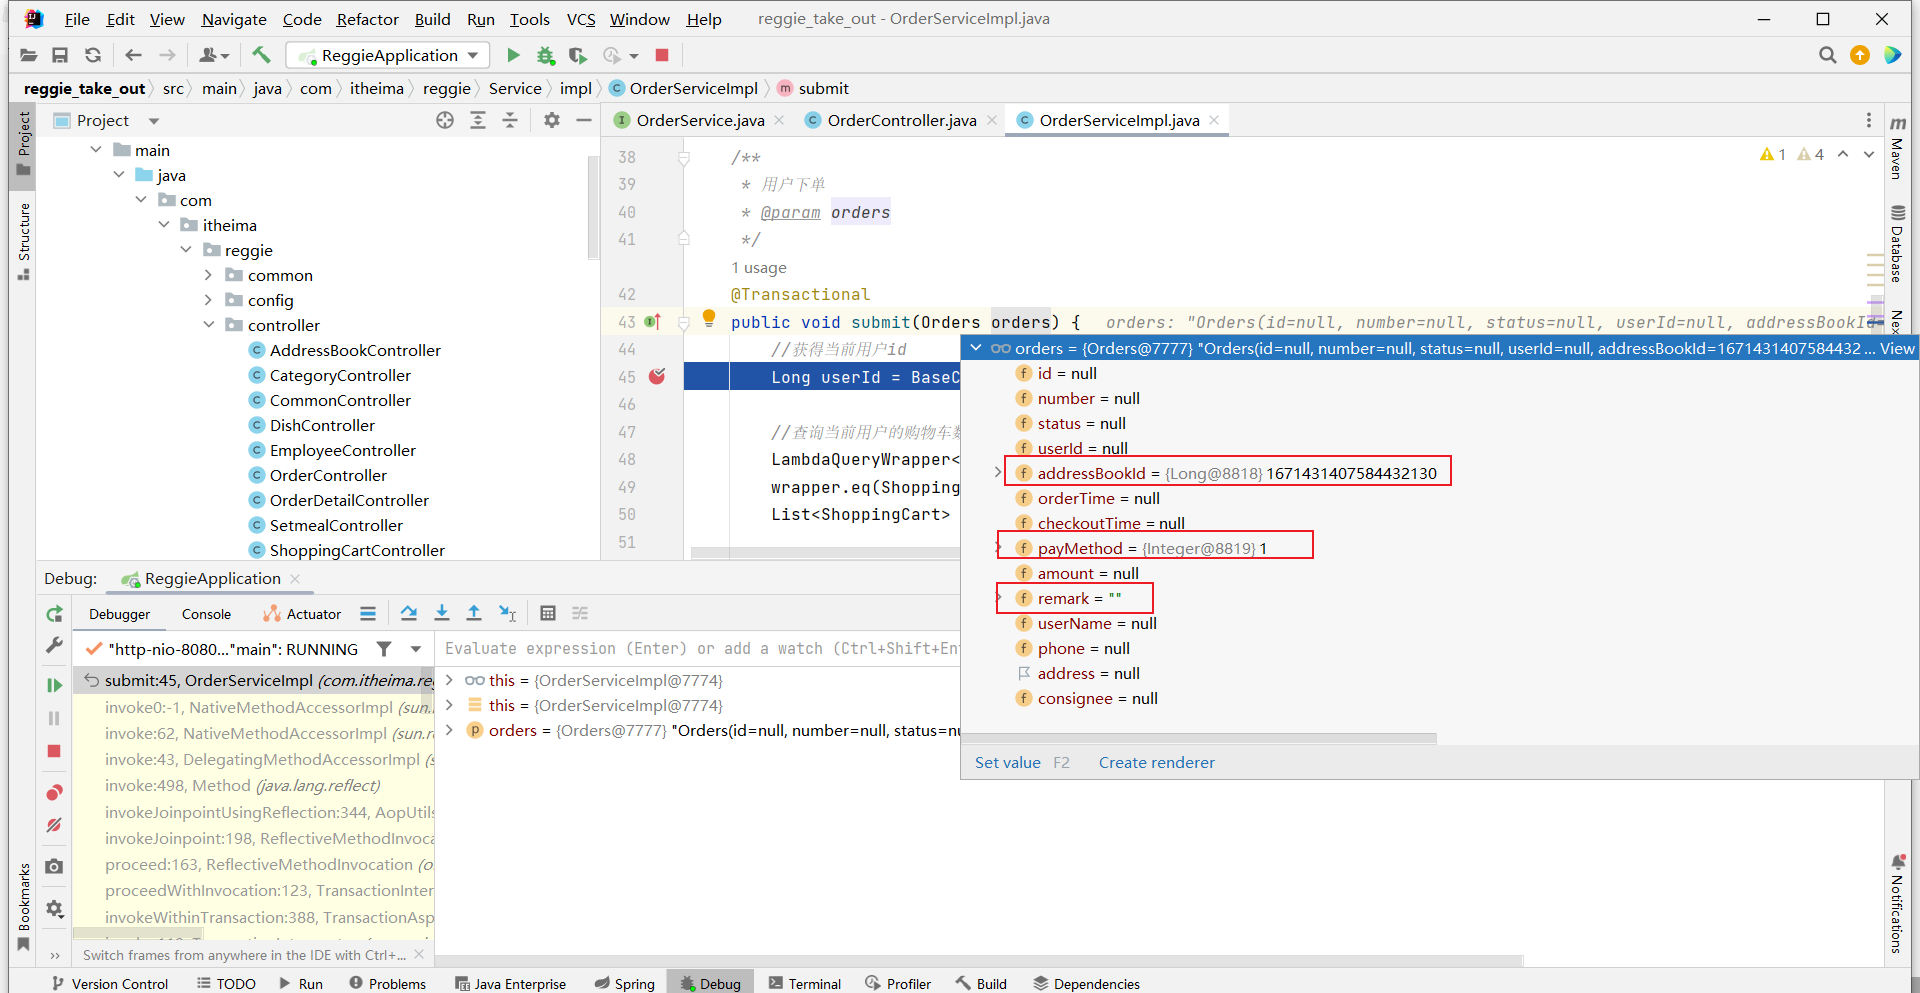 File Edit View Navigate Code Refactor Build Run Tools VCS Window Help reggie_take_out - OrderServiceImpl.java
ReggieApplication
reggie_take_out src main java com itheima reggie Service impl OrderServiceImpl submit
Project
OrderService.java OrderController.java OrderServiceImpl.java
Project
Structure
Bookmarks
main
java
com
itheima
reggie
common
config
controller
AddressBookController
CategoryController
CommonController
DishController
EmployeeController
OrderController
OrderDetailController
SetmealController
ShoppingCartController
1 4
38 /**
39 * 用户下单
40 * @param orders
41 */
1 usage
42 @Transactional
43 public void submit(Orders orders) { orders: "Orders(id=null, number=null, status=null, userId=null, addressBookId=
44 //获得当前用户id
45 Long userId = BaseC
46
47 //查询当前用户的购物车数
48 LambdaQueryWrapper<
49 wrapper.eq(Shopping
50 List<ShoppingCart>
51
orders = {Orders@7777} "Orders(id=null, number=null, status=null, userId=null, addressBookId=1671431407584432 ... View
id = null
number = null
status = null
userId = null
addressBookId = {Long@8818} 1671431407584432130
orderTime = null
checkoutTime = null
payMethod = {Integer@8819} 1
amount = null
remark = ""
userName = null
phone = null
address = null
consignee = null
Set value F2 Create renderer
Maven
Database
Nex
Notifications
Debug: ReggieApplication
Debugger Console Actuator
"http-nio-8080..."main": RUNNING
submit:45, OrderServiceImpl (com.itheima.reg
invoke0:-1, NativeMethodAccessorImpl (sun.r
invoke:62, NativeMethodAccessorImpl (sun.re
invoke:43, DelegatingMethodAccessorImpl (s
invoke:498, Method (java.lang.reflect)
invokeJoinpointUsingReflection:344, AopUtils
invokeJoinpoint:198, ReflectiveMethodInvoca
proceed:163, ReflectiveMethodInvocation (o
proceedWithInvocation:123, TransactionInter
invokeWithinTransaction:388, TransactionAsp
Switch frames from anywhere in the IDE with Ctrl+...
Evaluate expression (Enter) or add a watch (Ctrl+Shift+En
this = {OrderServiceImpl@7774}
this = {OrderServiceImpl@7774}
orders = {Orders@7777} "Orders(id=null, number=null, status=nu
Version Control TODO Run Problems Java Enterprise Spring Debug Terminal Profiler Build Dependencies